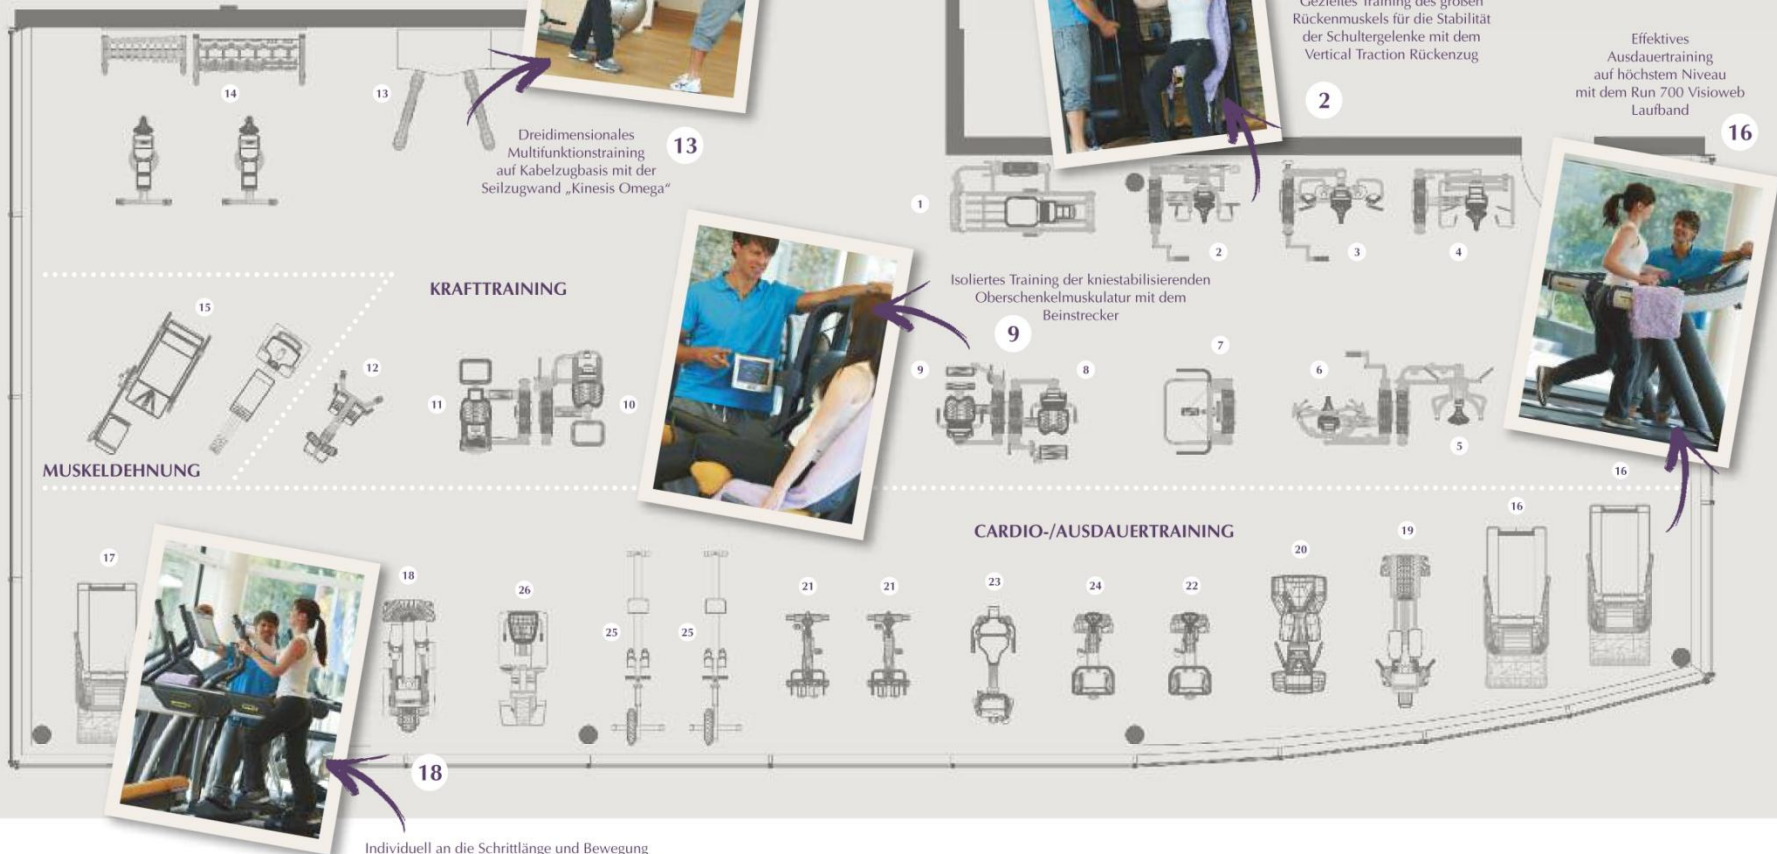 Gezieltes Training des großen
Rückenmuskels für die Stabilität
der Schultergelenke mit dem
Vertical Traction Rückenzug
2
Effektives
Ausdauertraining
auf höchstem Niveau
mit dem Run 700 Visioweb
Laufband
16
14
13
Dreidimensionales
Multifunktionstraining
auf Kabelzugbasis mit der
Seilzugwand „Kinesis Omega“
13
1
2
3
4
KRAFTTRAINING
Isoliertes Training der kniestabilisierenden
Oberschenkelmuskulatur mit dem
Beinstrecker
9
15
12
11
10
9
8
7
6
5
MUSKELDEHNUNG
16
CARDIO-/AUSDAUERTRAINING
17
18
26
25
25
21
21
23
24
22
20
19
16
18
Individuell an die Schrittlänge und Bewegung